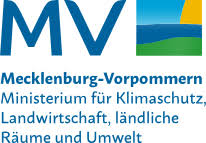 MV
Mecklenburg-Vorpommern
Ministerium für Klimaschutz,
Landwirtschaft, ländliche
Räume und Umwelt